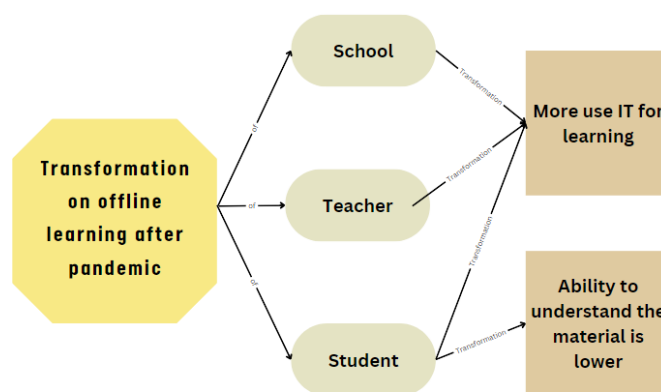 Transformation
on offline
learning after
pandemic
of
of
of
School
Teacher
Student
Transformation
Transformation
Transformation
Transformation
More use IT for
learning
Ability to
understand the
material is
lower